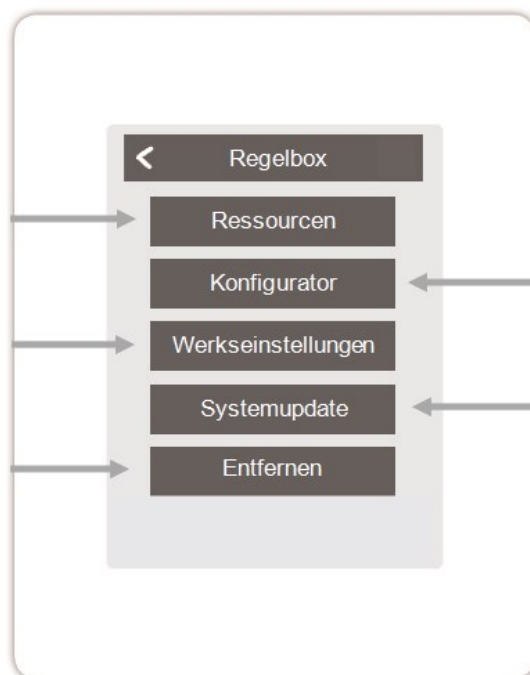 Regelbox
Ressourcen
Konfigurator
Werkseinstellungen
Systemupdate
Entfernen